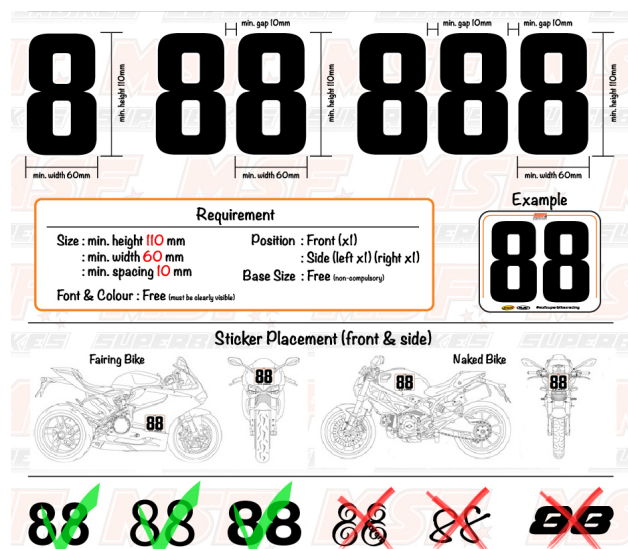 min. gap 10mm
min. gap 10mm
min. gap 10mm
8
88
888
min. height 110mm
min. height 110mm
min. height 110mm
min. width 60mm
min. width 60mm
min. width 60mm
Requirement
Size : min. height 110 mm
: min. width 60 mm
: min. spacing 10 mm
Font & Colour : Free (must be clearly visible)
Position : Front (x1)
: Side (left x1) (right x1)
Base Size : Free (non-compulsory)
Example
88
#msfsuperbikesracing
Sticker Placement (front & side)
Fairing Bike
Naked Bike
88
88
88
88
88
88
88
88
88
88
MSF
SUPERBIKES